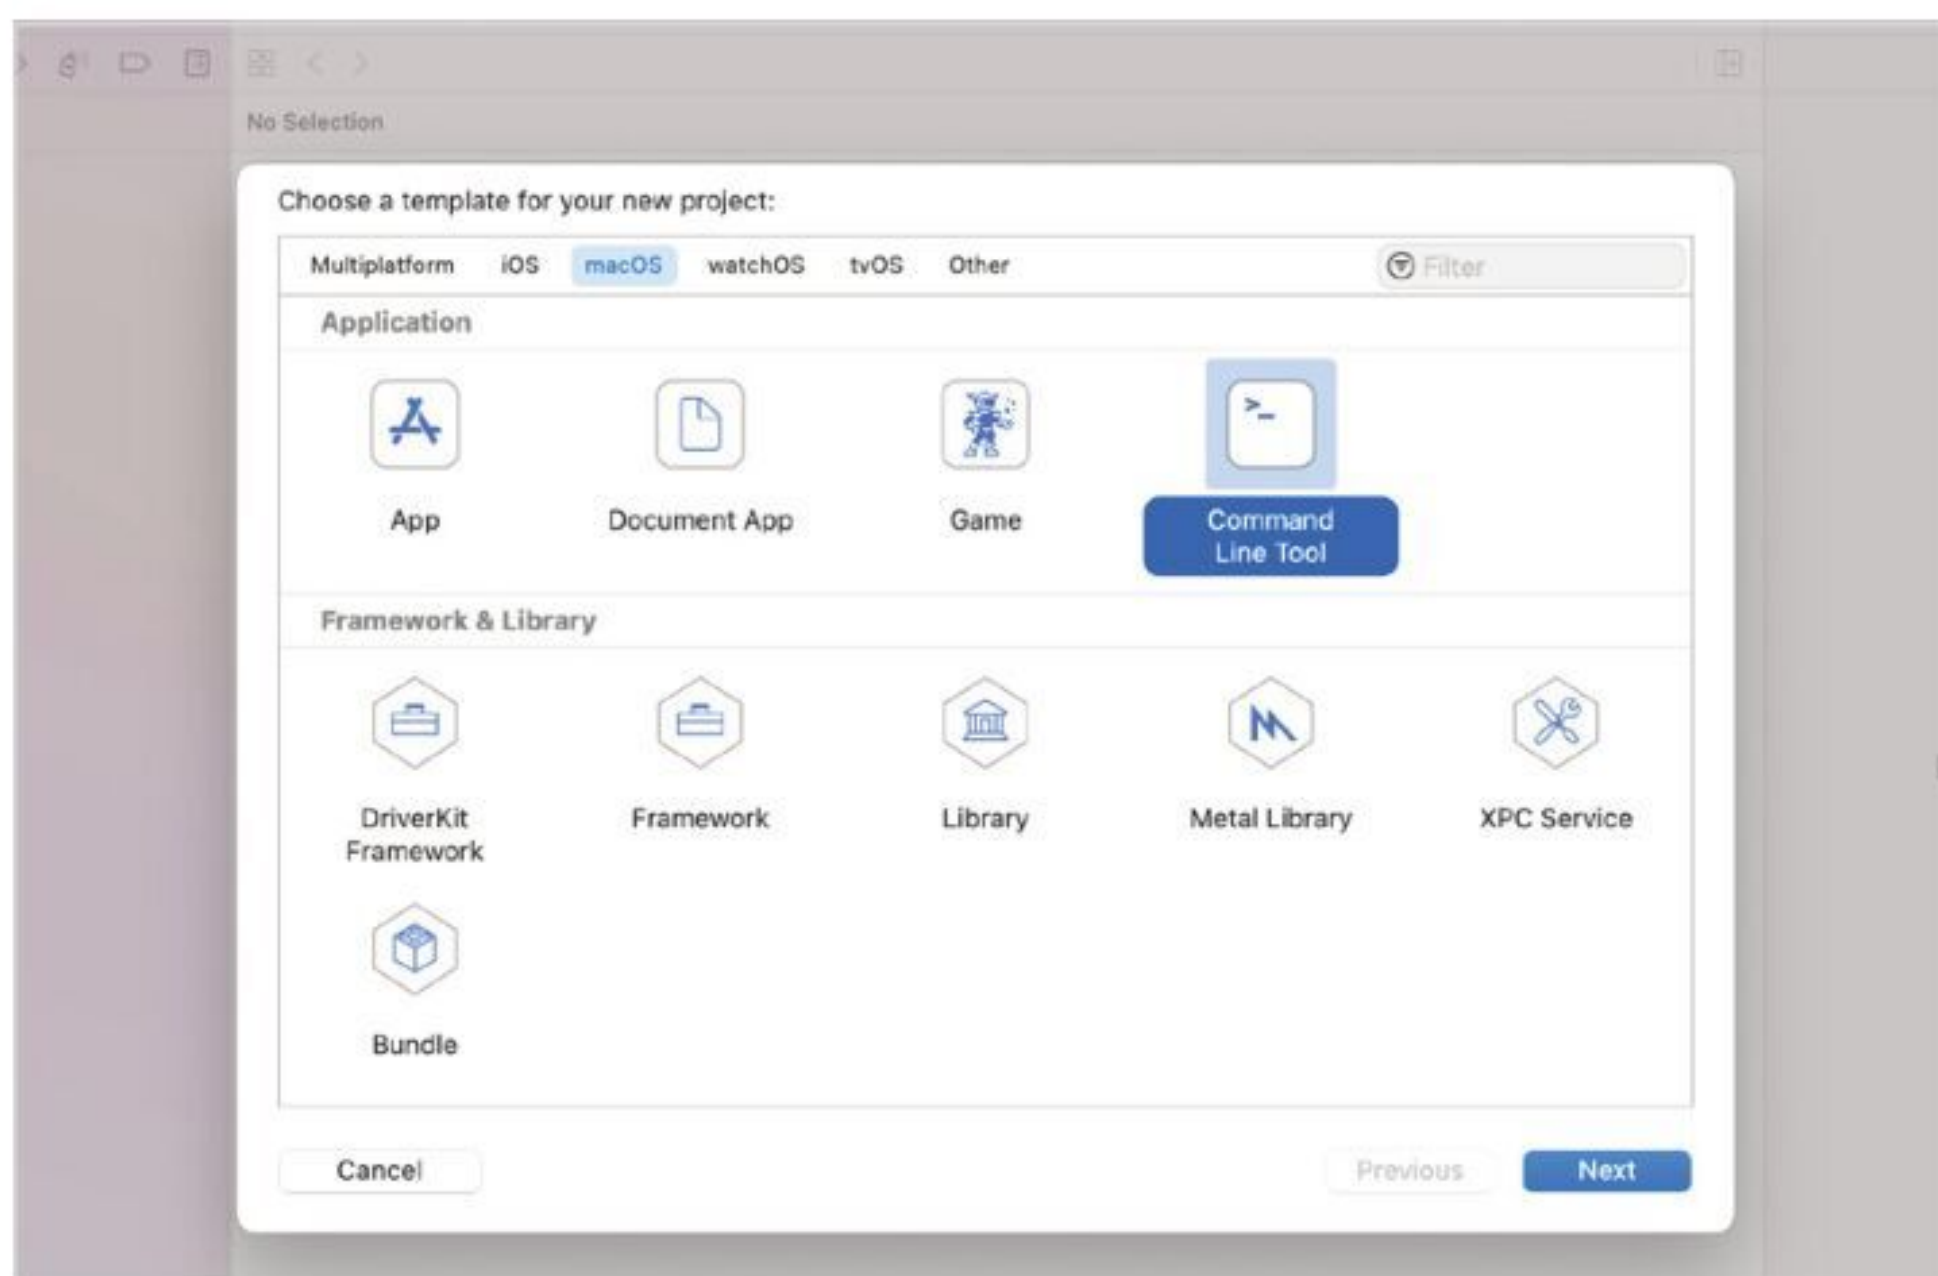 No Selection
Choose a template for your new project:
Multiplatform iOS macOS watchOS tvOS Other Filter
Application
App Document App Game Command
Line Tool
Framework & Library
DriverKit Framework Library Metal Library XPC Service
Framework
Bundle
Cancel Previous Next